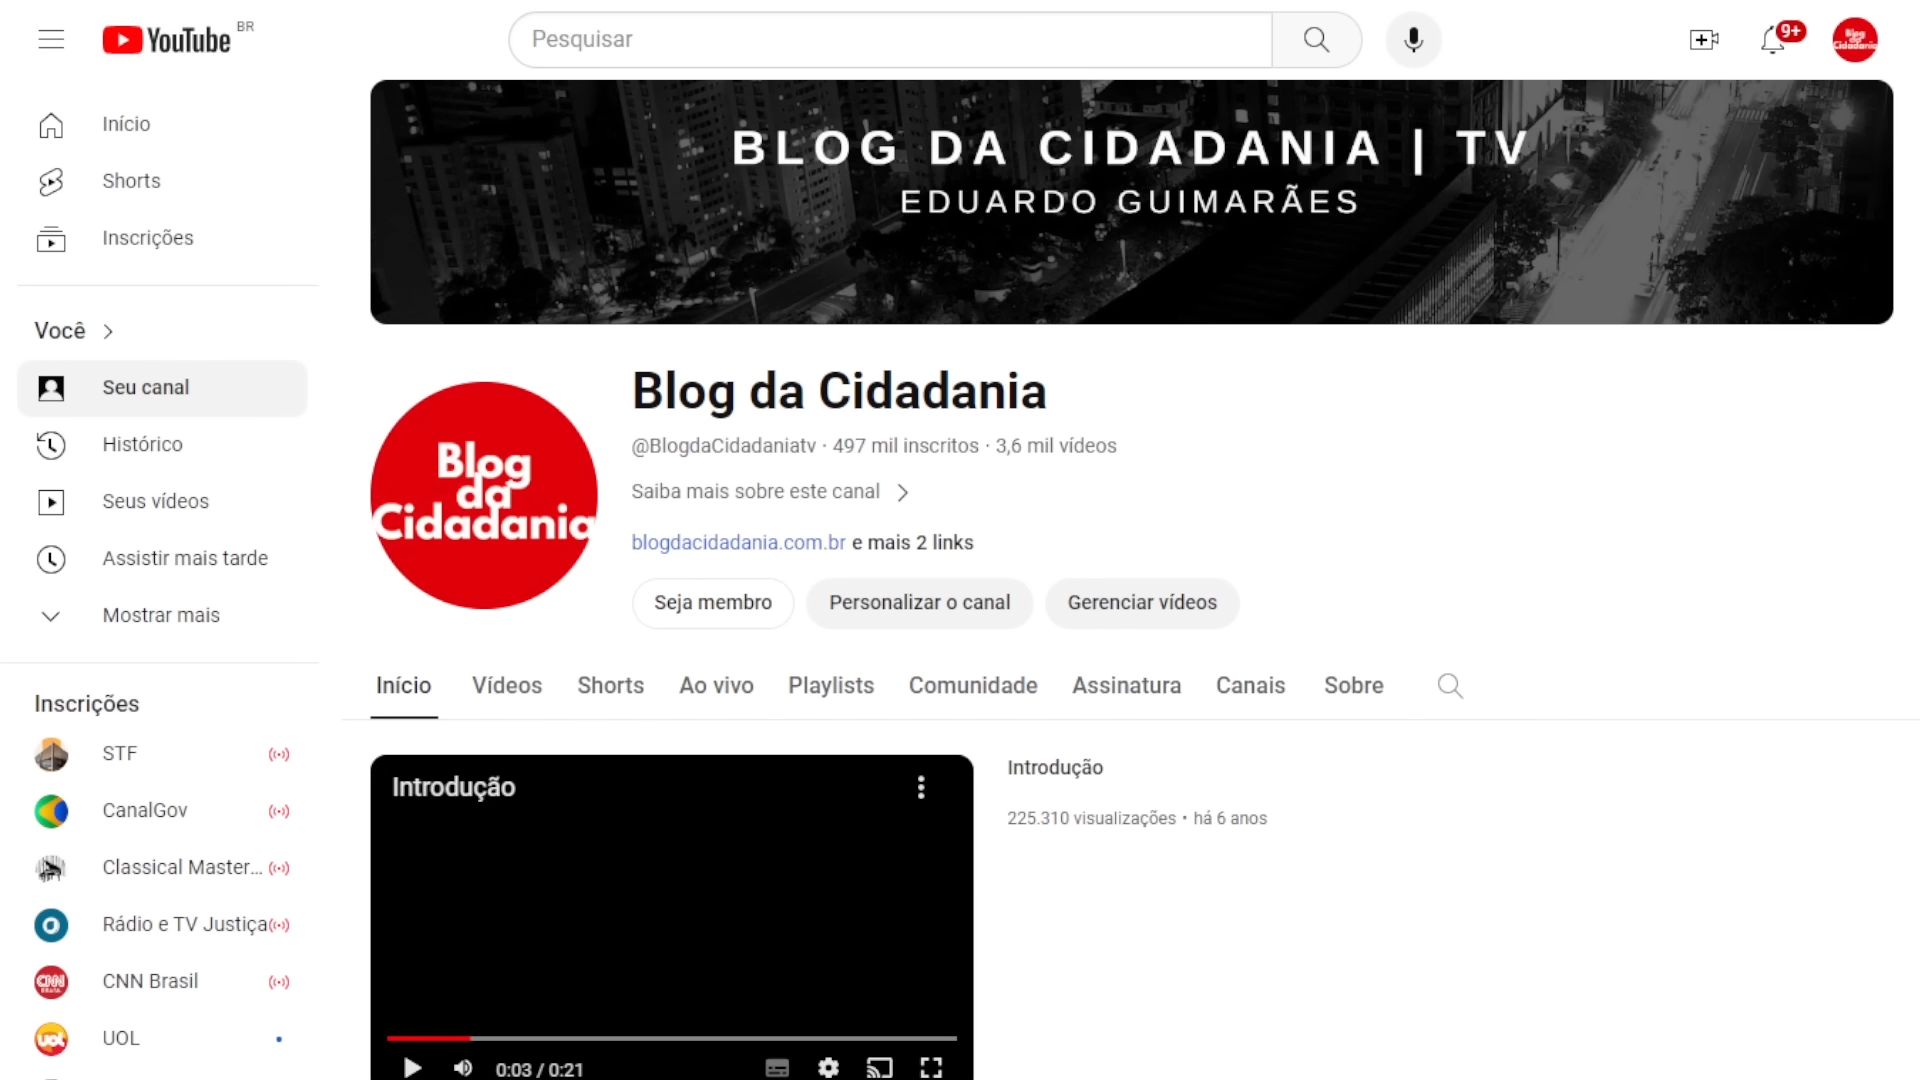 YouTube BR
Pesquisar
9+
Blog
da
Cidadania
Início
Shorts
Inscrições
Você
Seu canal
Histórico
Seus vídeos
Assistir mais tarde
Mostrar mais
Inscrições
STF
CanalGov
Classical Master...
Rádio e TV Justiça
CNN Brasil
UOL
BLOG DA CIDADANIA | TV
EDUARDO GUIMARÃES
Blog
da
Cidadania
Blog da Cidadania
@BlogdaCidadaniatv · 497 mil inscritos · 3,6 mil vídeos
Saiba mais sobre este canal
blogdacidadania.com.br e mais 2 links
Seja membro Personalizar o canal Gerenciar vídeos
Início Vídeos Shorts Ao vivo Playlists Comunidade Assinatura Canais Sobre
Introdução
0:03 / 0:21
Introdução
225.310 visualizações • há 6 anos